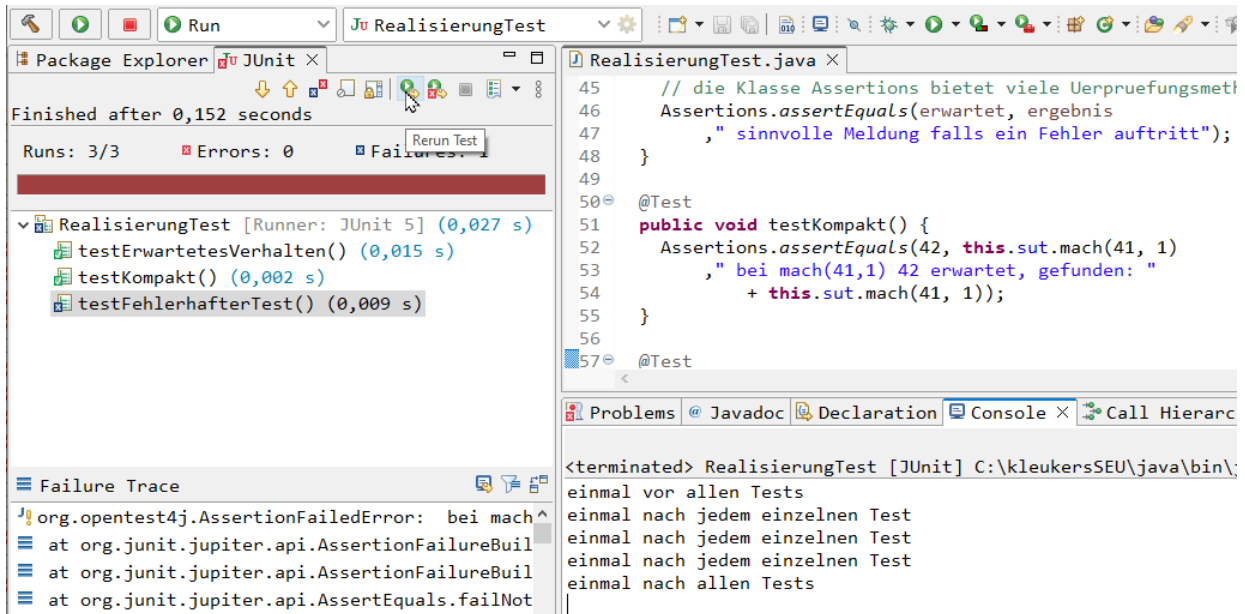 Run
RealisierungTest
Package Explorer JUnit
Finished after 0,152 seconds
Rerun Test
Runs: 3/3 Errors: 0
RealisierungTest [Runner: JUnit 5] (0,027 s)
testErwartetesVerhalten() (0,015 s)
testKompakt() (0,002 s)
testFehlerhafterTest() (0,009 s)
Failure Trace
org.opentest4j.AssertionFailedError: bei mach
at org.junit.jupiter.api.AssertionFailureBuil
at org.junit.jupiter.api.AssertionFailureBuil
at org.junit.jupiter.api.AssertEquals.failNot
RealisierungTest.java
45 // die Klasse Assertions bietet viele Uerpruefungsmeth
46 Assertions.assertEquals(erwartet, ergebnis
47 ," sinnvolle Meldung falls ein Fehler auftritt");
48 }
49
50 @Test
51 public void testKompakt() {
52 Assertions.assertEquals(42, this.sut.mach(41, 1)
53 ," bei mach(41,1) 42 erwartet, gefunden: "
54 + this.sut.mach(41, 1));
55 }
56
57 @Test
Problems @ Javadoc Declaration Console Call Hierarc
<terminated> RealisierungTest [JUnit] C:\kleukersSEU\java\bin\j
einmal vor allen Tests
einmal nach jedem einzelnen Test
einmal nach jedem einzelnen Test
einmal nach jedem einzelnen Test
einmal nach allen Tests